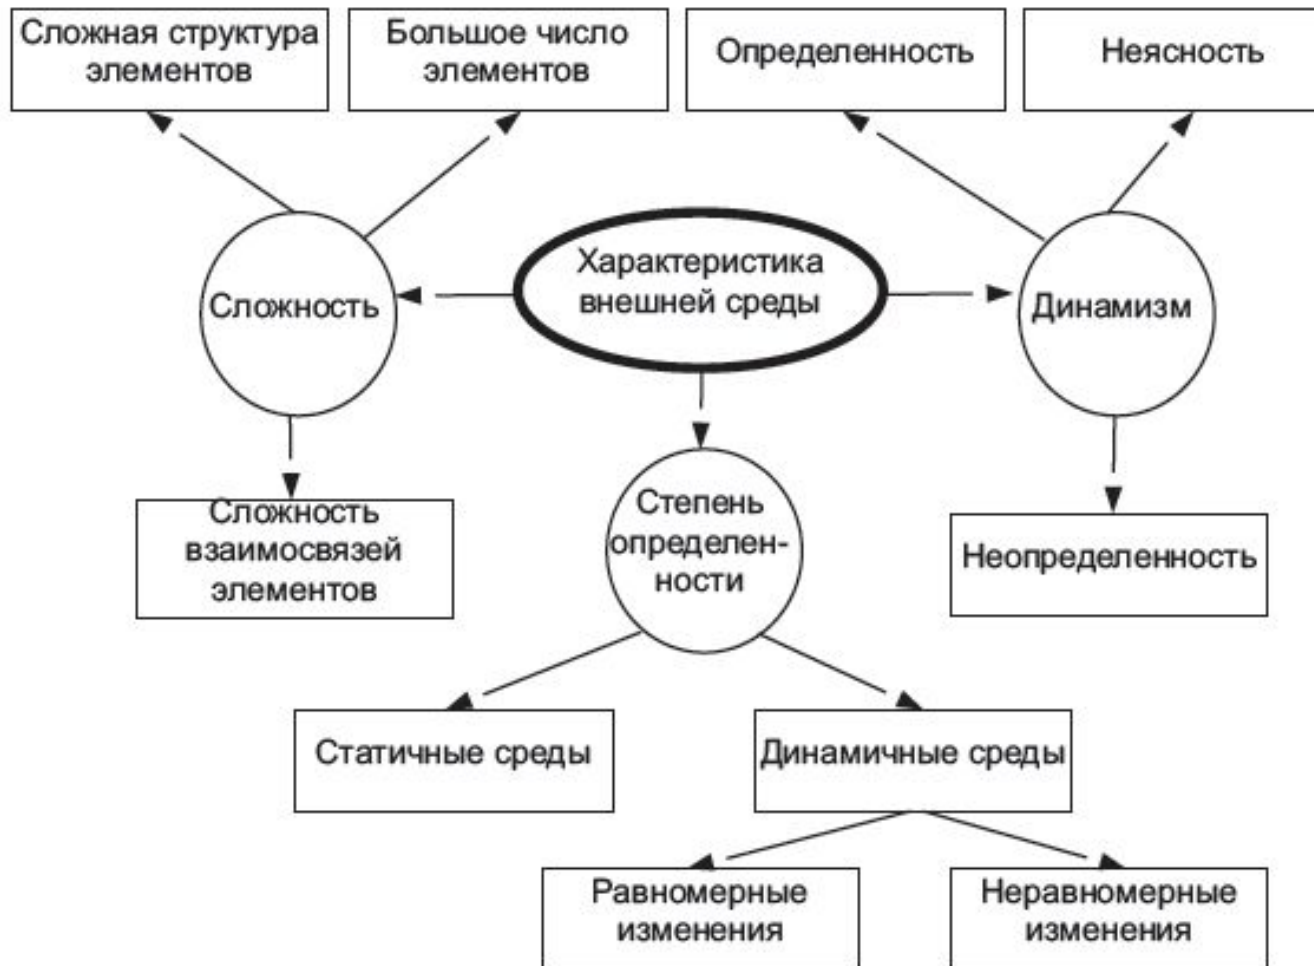 Сложная структура
элементов
Большое число
элементов
Определенность
Неясность
Характеристика
внешней среды
Сложность
Динамизм
Степень
определен-
ности
Сложность
взаимосвязей
элементов
Неопределенность
Статичные среды
Динамичные среды
Равномерные
изменения
Неравномерные
изменения